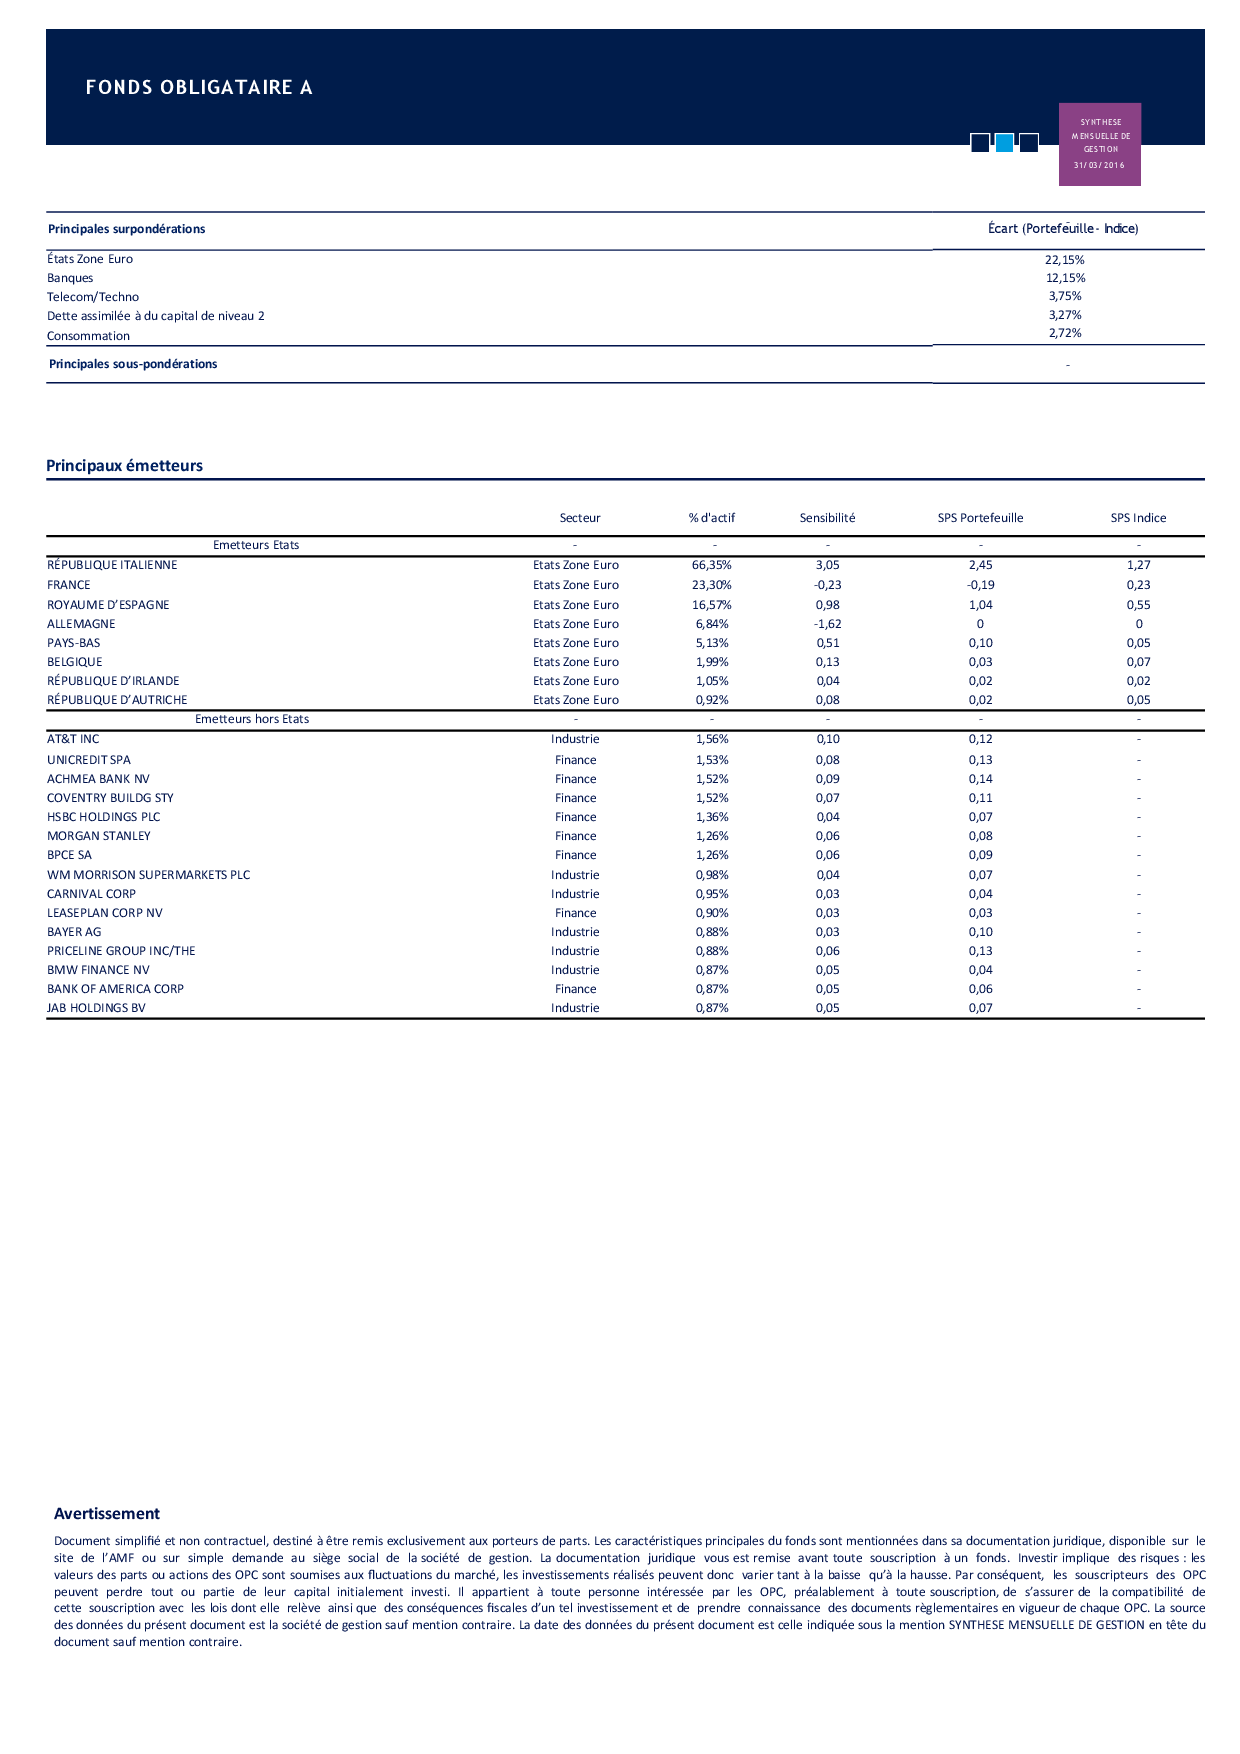 FONDS OBLIGATAIRE A
SYNTHESE
MENSUELLE DE
GESTION
31/03/2016
Principales surpondérations Écart (Portefeuille - Indice)
-
États Zone Euro 22,15%
Banques 12,15%
Telecom/Techno 3,75%
Dette assimilée à du capital de niveau 2 3,27%
Consommation 2,72%
Principales sous-pondérations -
Principaux émetteurs
Secteur % d'actif Sensibilité SPS Portefeuille SPS Indice
Emetteurs Etats - - - - -
RÉPUBLIQUE ITALIENNE Etats Zone Euro 66,35% 3,05 2,45 1,27
FRANCE Etats Zone Euro 23,30% -0,23 -0,19 0,23
ROYAUME D’ESPAGNE Etats Zone Euro 16,57% 0,98 1,04 0,55
ALLEMAGNE Etats Zone Euro 6,84% -1,62 0 0
PAYS-BAS Etats Zone Euro 5,13% 0,51 0,10 0,05
BELGIQUE Etats Zone Euro 1,99% 0,13 0,03 0,07
RÉPUBLIQUE D’IRLANDE Etats Zone Euro 1,05% 0,04 0,02 0,02
RÉPUBLIQUE D’AUTRICHE Etats Zone Euro 0,92% 0,08 0,02 0,05
Emetteurs hors Etats - - - - -
AT&T INC Industrie 1,56% 0,10 0,12 -
UNICREDIT SPA Finance 1,53% 0,08 0,13 -
ACHMEA BANK NV Finance 1,52% 0,09 0,14 -
COVENTRY BUILDG STY Finance 1,52% 0,07 0,11 -
HSBC HOLDINGS PLC Finance 1,36% 0,04 0,07 -
MORGAN STANLEY Finance 1,26% 0,06 0,08 -
BPCE SA Finance 1,26% 0,06 0,09 -
WM MORRISON SUPERMARKETS PLC Industrie 0,98% 0,04 0,07 -
CARNIVAL CORP Industrie 0,95% 0,03 0,04 -
LEASEPLAN CORP NV Finance 0,90% 0,03 0,03 -
BAYER AG Industrie 0,88% 0,03 0,10 -
PRICELINE GROUP INC/THE Industrie 0,88% 0,06 0,13 -
BMW FINANCE NV Industrie 0,87% 0,05 0,04 -
BANK OF AMERICA CORP Finance 0,87% 0,05 0,06 -
JAB HOLDINGS BV Industrie 0,87% 0,05 0,07 -
Avertissement
Document simplifié et non contractuel, destiné à être remis exclusivement aux porteurs de parts. Les caractéristiques principales du fonds sont mentionnées dans sa documentation juridique, disponible sur le
site de l’AMF ou sur simple demande au siège social de la société de gestion. La documentation juridique vous est remise avant toute souscription à un fonds. Investir implique des risques : les
valeurs des parts ou actions des OPC sont soumises aux fluctuations du marché, les investissements réalisés peuvent donc varier tant à la baisse qu’à la hausse. Par conséquent, les souscripteurs des OPC
peuvent perdre tout ou partie de leur capital initialement investi. Il appartient à toute personne intéressée par les OPC, préalablement à toute souscription, de s’assurer de la compatibilité de
cette souscription avec les lois dont elle relève ainsi que des conséquences fiscales d’un tel investissement et de prendre connaissance des documents règlementaires en vigueur de chaque OPC. La source
des données du présent document est la société de gestion sauf mention contraire. La date des données du présent document est celle indiquée sous la mention SYNTHESE MENSUELLE DE GESTION en tête du
document sauf mention contraire.